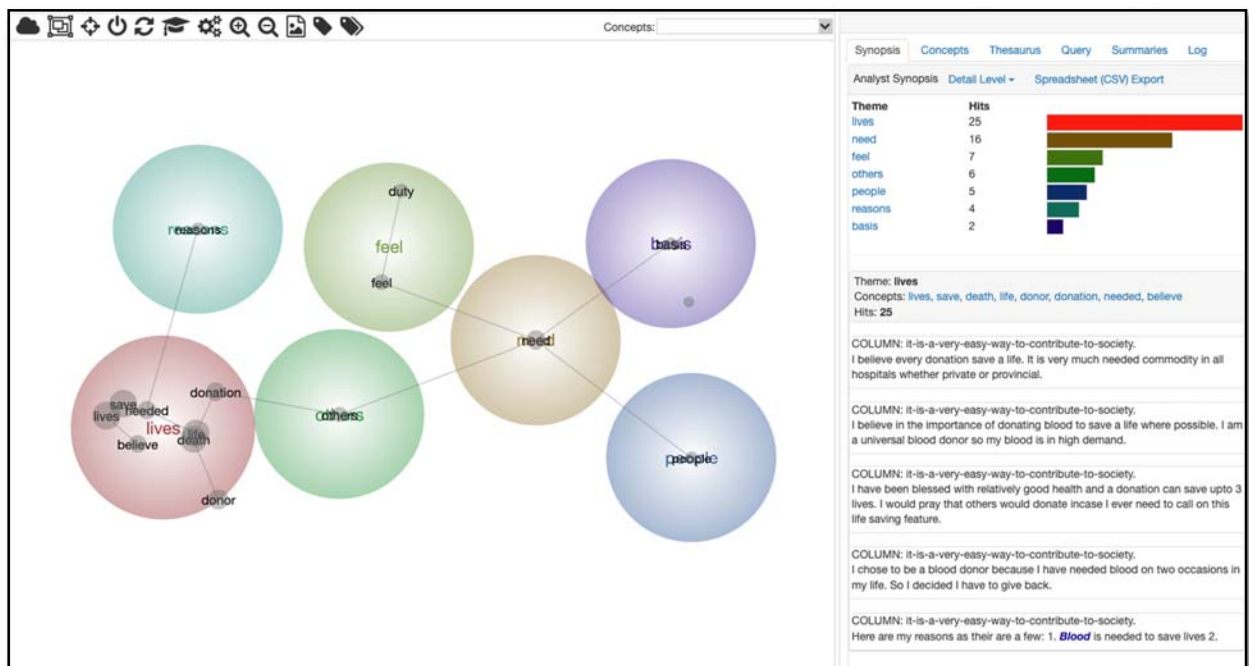 Concepts:
reasons
reasons
duty
feel
feel
basis
basis
need
need
donation
save
needed
lives
lives
life
death
believe
donor
others
others
people
people
Synopsis Concepts Thesaurus Query Summaries Log
Analyst Synopsis Detail Level Spreadsheet (CSV) Export
Theme Hits
lives 25
need 16
feel 7
others 6
people 5
reasons 4
basis 2
Theme: lives
Concepts: lives, save, death, life, donor, donation, needed, believe
Hits: 25
COLUMN: it-is-a-very-easy-way-to-contribute-to-society.
I believe every donation save a life. It is very much needed commodity in all
hospitals whether private or provincial.
COLUMN: it-is-a-very-easy-way-to-contribute-to-society.
I believe in the importance of donating blood to save a life where possible. I am
a universal blood donor so my blood is in high demand.
COLUMN: it-is-a-very-easy-way-to-contribute-to-society.
I have been blessed with relatively good health and a donation can save upto 3
lives. I would pray that others would donate incase I ever need to call on this
life saving feature.
COLUMN: it-is-a-very-easy-way-to-contribute-to-society.
I chose to be a blood donor because I have needed blood on two occasions in
my life. So I decided I have to give back.
COLUMN: it-is-a-very-easy-way-to-contribute-to-society.
Here are my reasons as their are a few: 1. Blood is needed to save lives 2.